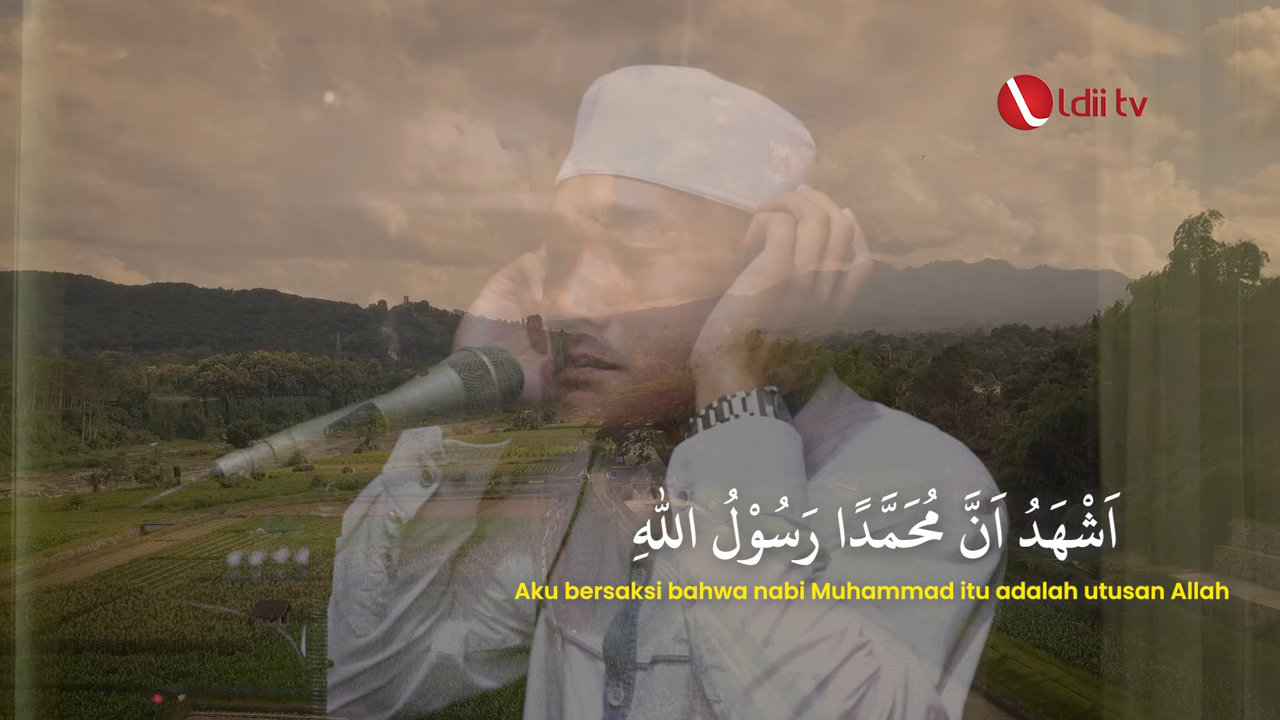 ldii tv
اَشْهَدُ اَنَّ مُحَمَّدًا رَسُوْلُ اللّٰهِ
Aku bersaksi bahwa nabi Muhammad itu adalah utusan Allah